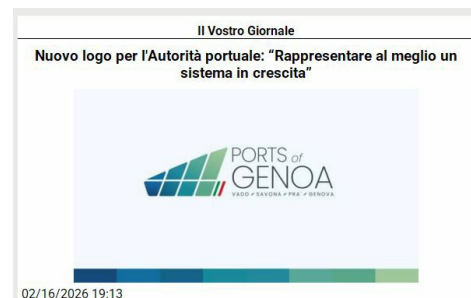 Il Vostro Giornale
Nuovo logo per l'Autorità portuale: “Rappresentare al meglio un
sistema in crescita”
PORTS of
GENOA
VADO SAVONA PRA' GENOVA
02/16/2026 19:13